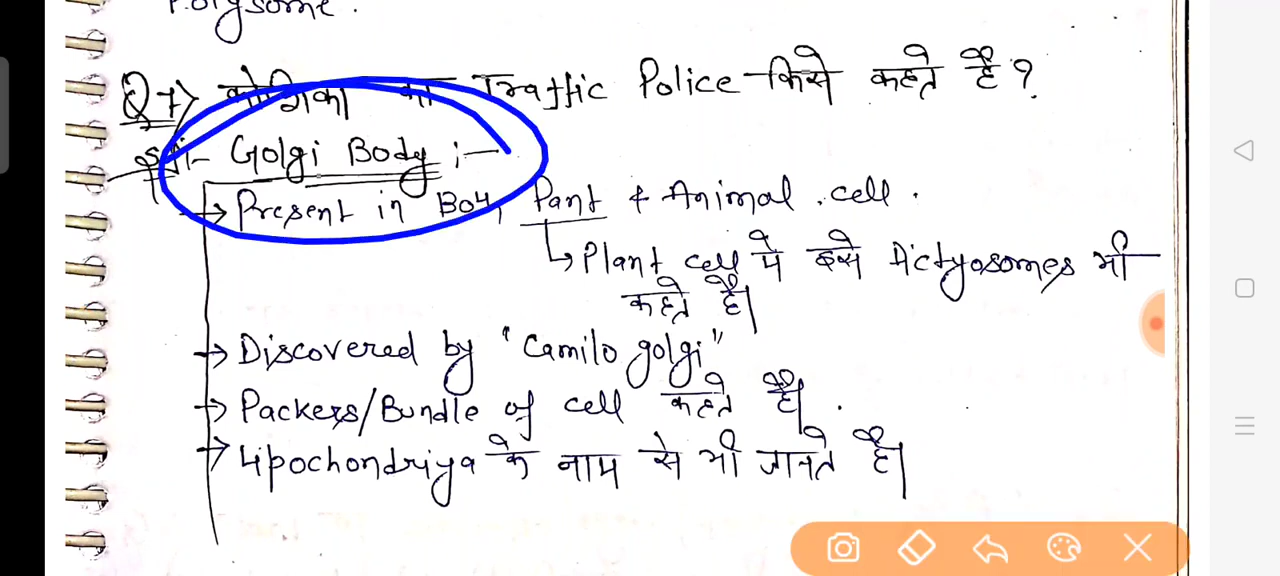 Polysome.
Q7> कोशिका का Traffic Police किसे कहते है ?
Golgi Body :-
→ Present in Both Pant & Animal cell.
↳ Plant cell मे इसे Dictyosomes भी
कहते है।
→ Discovered by "Camilo golgi"
→ Packers/Bundle of cell कहते है।
→ Lipochondriya के नाम से भी जानते है।